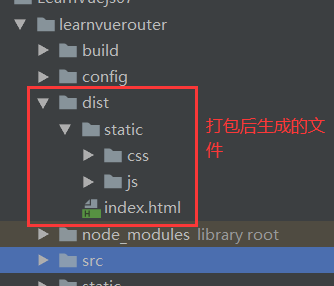 LearnVuejs07
learnvuerouter
build
config
dist
static
css
js
index.html
打包后生成的文
件
node_modules library root
src
static